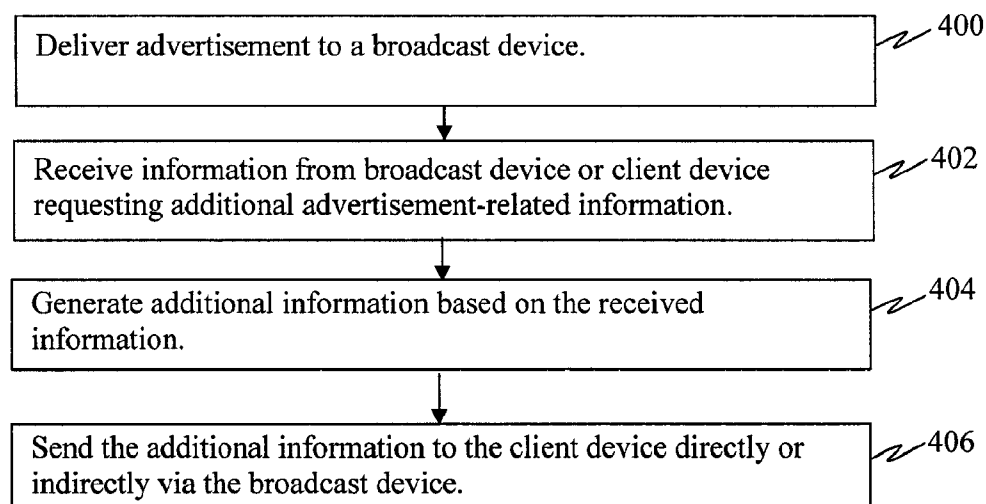 Deliver advertisement to a broadcast device.
400
Receive information from broadcast device or client device
requesting additional advertisement-related information.
402
Generate additional information based on the received
information.
404
Send the additional information to the client device directly or
indirectly via the broadcast device.
406